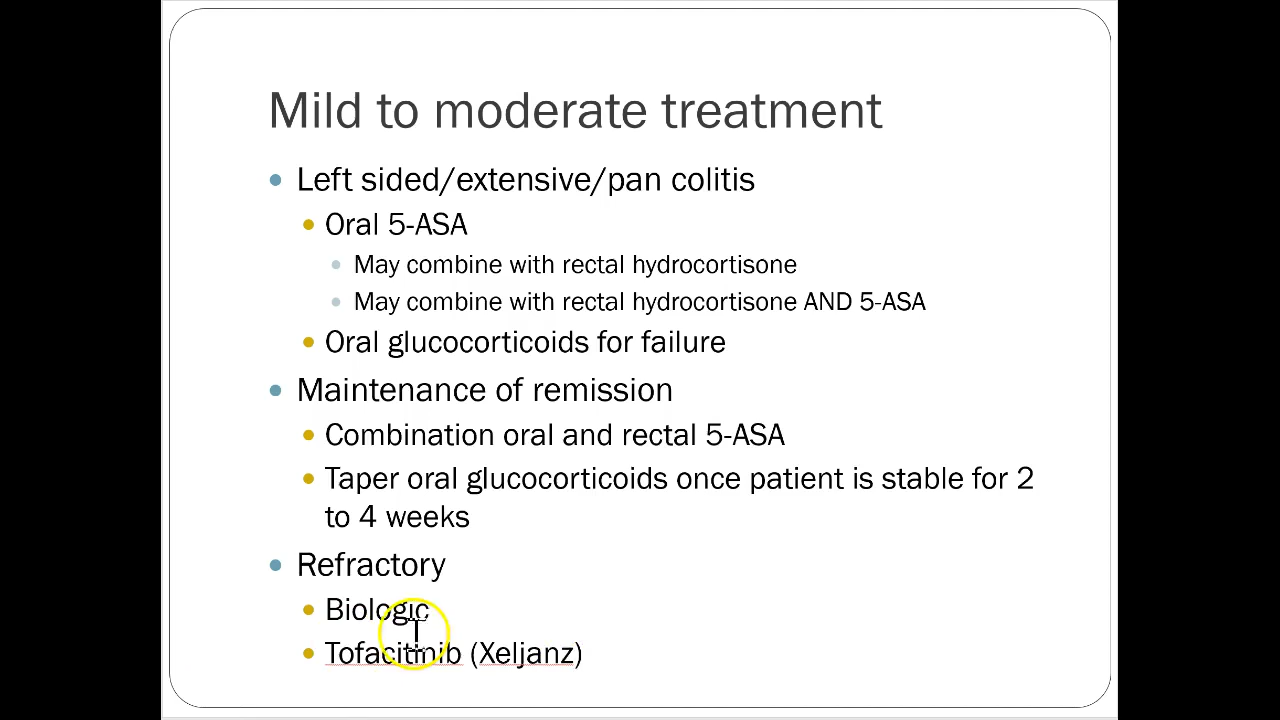 Mild to moderate treatment
Left sided/extensive/pan colitis
Oral 5-ASA
May combine with rectal hydrocortisone
May combine with rectal hydrocortisone AND 5-ASA
Oral glucocorticoids for failure
Maintenance of remission
Combination oral and rectal 5-ASA
Taper oral glucocorticoids once patient is stable for 2
to 4 weeks
Refractory
Biologic
Tofacitinib (Xeljanz)